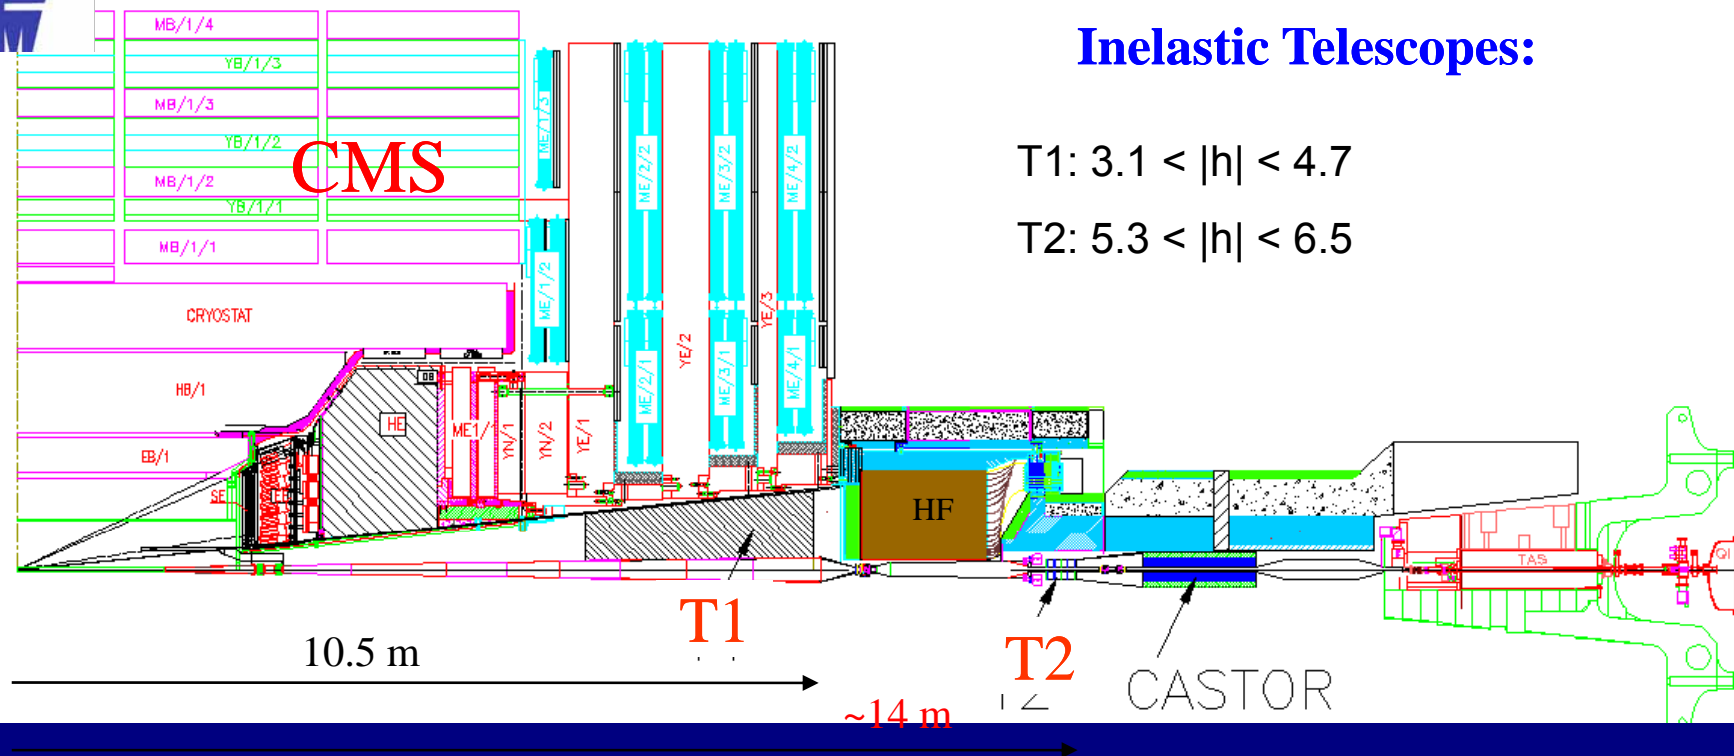 M
MB/1/4
YB/1/3
MB/1/3
YB/1/2
MB/1/2
YB/1/1
MB/1/1
CMS
CRYOSTAT
HB/1
EB/1
SE
HE
DB
ME1/1
YN/1
YN/2
YE/1
ME/1/3
ME/1/2
ME/2/2
ME/2/1
YE/2
ME/3/2
ME/3/1
YE/3
ME/4/2
ME/4/1
Inelastic Telescopes:
T1: 3.1 < |h| < 4.7
T2: 5.3 < |h| < 6.5
HF
TAS
Q1
T1
T2
CASTOR
10.5 m
~14 m